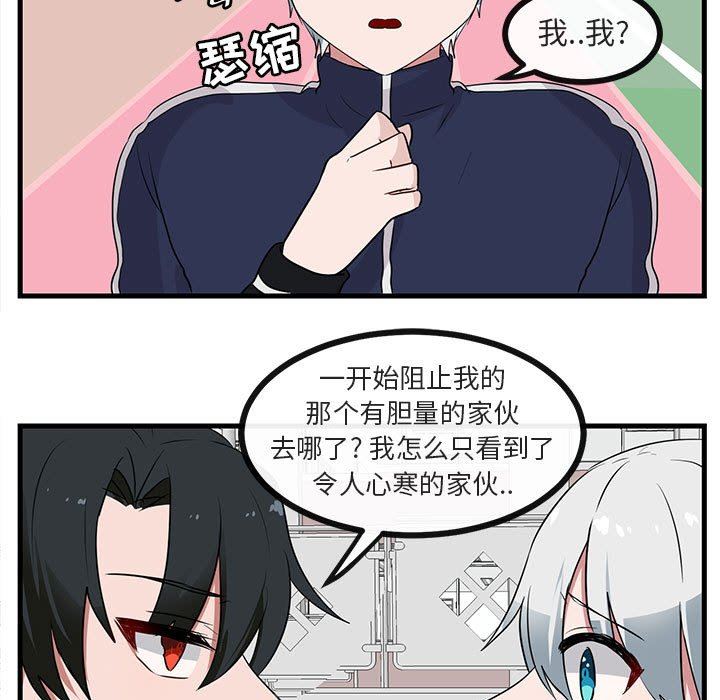 我..我?
瑟缩
一开始阻止我的
那个有胆量的家伙
去哪了? 我怎么只看到了
令人心寒的家伙..